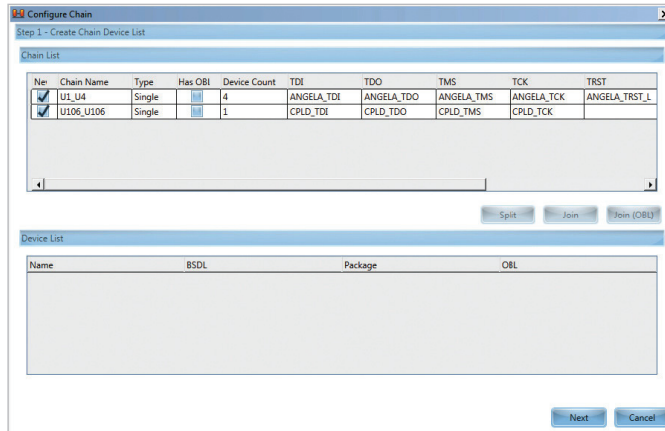 Configure Chain
Step 1 - Create Chain Device List
Chain List
Nev Chain Name Type Has OBI Device Count TDI TDO TMS TCK TRST
U1_U4 Single 4 ANGELA_TDI ANGELA_TDO ANGELA_TMS ANGELA_TCK ANGELA_TRST_L
U106_U106 Single 1 CPLD_TDI CPLD_TDO CPLD_TMS CPLD_TCK
Split Join Join (OBL)
Device List
Name BSDL Package OBL
Next Cancel